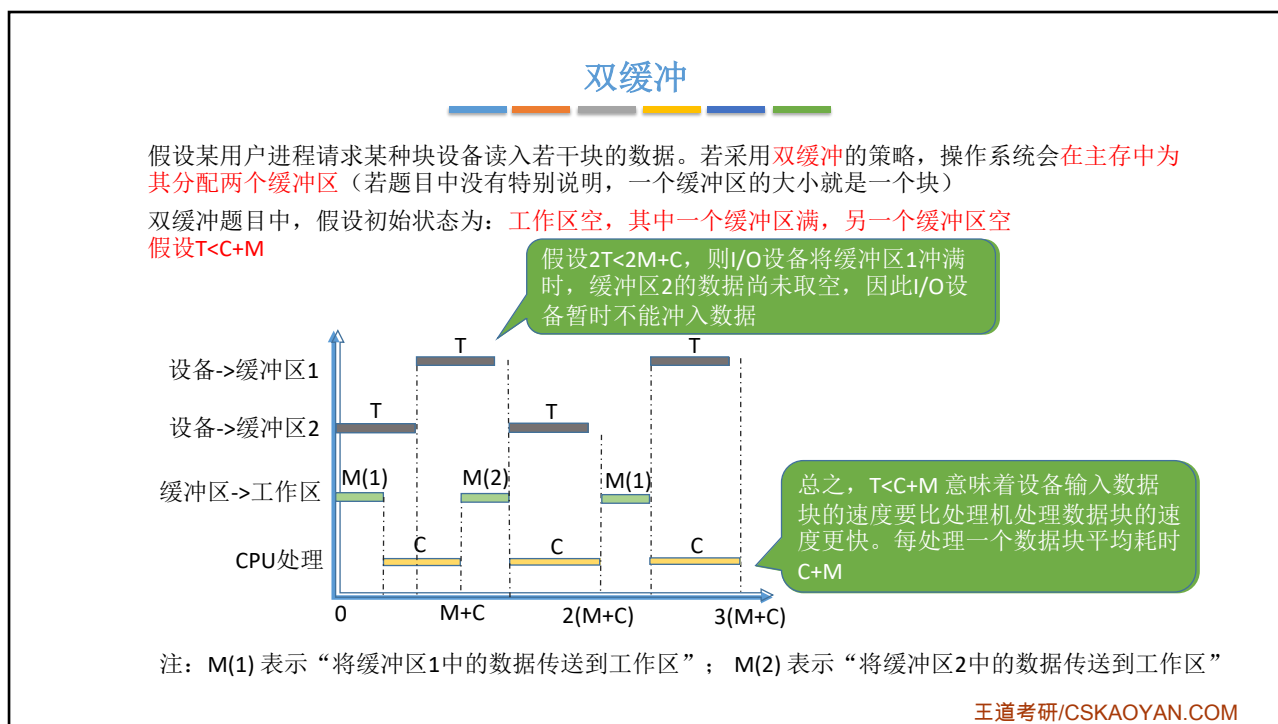 双缓冲
假设某用户进程请求某种块设备读入若干块的数据。若采用双缓冲的策略，操作系统会在主存中为
其分配两个缓冲区（若题目中没有特别说明，一个缓冲区的大小就是一个块）
双缓冲题目中，假设初始状态为：工作区空，其中一个缓冲区满，另一个缓冲区空
假设T<C+M
假设2T<2M+C，则I/O设备将缓冲区1冲满
时，缓冲区2的数据尚未取空，因此I/O设
备暂时不能冲入数据
设备->缓冲区1
T
T
设备->缓冲区2
T
T
缓冲区->工作区
M(1)
M(2)
M(1)
CPU处理
C
C
C
总之，T<C+M 意味着设备输入数据
块的速度要比处理机处理数据块的速
度更快。每处理一个数据块平均耗时
C+M
0
M+C
2(M+C)
3(M+C)
注：M(1) 表示“将缓冲区1中的数据传送到工作区”； M(2) 表示“将缓冲区2中的数据传送到工作区”
王道考研/CSKAOYAN.COM